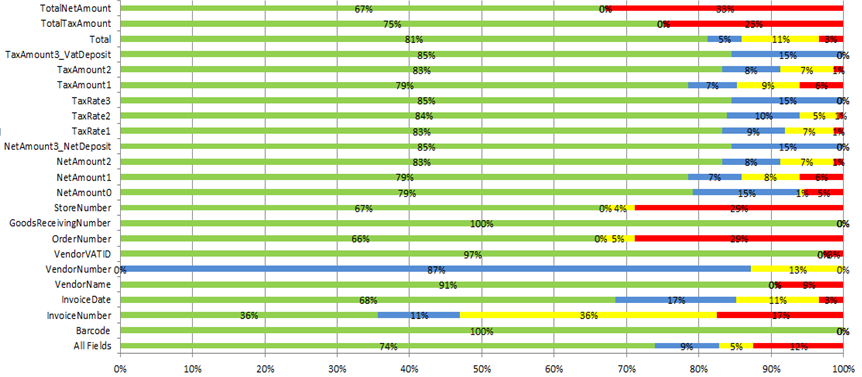 TotalNetAmount 67% 0% 33%
TotalTaxAmount 75% 0% 25%
Total 81% 5% 11% 3%
TaxAmount3_VatDeposit 85% 15% 0%
TaxAmount2 83% 8% 7% 1%
TaxAmount1 79% 7% 9% 6%
TaxRate3 85% 15% 0%
TaxRate2 84% 10% 5% 1%
TaxRate1 83% 9% 7% 1%
NetAmount3_NetDeposit 85% 15% 0%
NetAmount2 83% 8% 7% 1%
NetAmount1 79% 7% 8% 6%
NetAmount0 79% 15% 1% 5%
StoreNumber 67% 0% 4% 29%
GoodsReceivingNumber 100% 0%
OrderNumber 66% 0% 5% 29%
VendorVATID 97% 0% 3%
VendorNumber 0% 87% 13% 0%
VendorName 91% 0% 9%
InvoiceDate 68% 17% 11% 3%
InvoiceNumber 36% 11% 36% 17%
Barcode 100% 0%
All Fields 74% 9% 5% 12%
0% 10% 20% 30% 40% 50% 60% 70% 80% 90% 100%